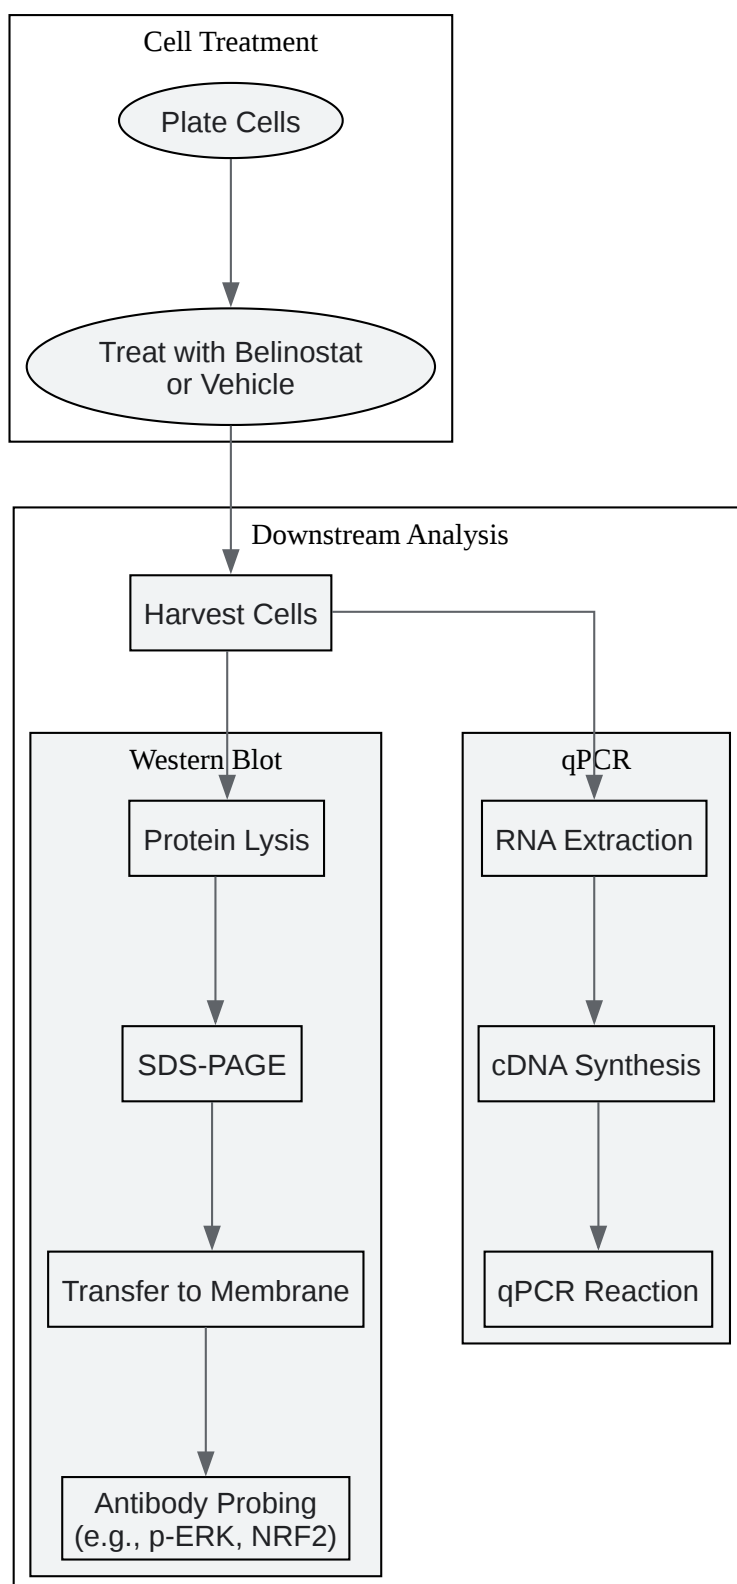 Cell Treatment
Plate Cells
Treat with Belinostat
or Vehicle
Downstream Analysis
Harvest Cells
Western Blot
Protein Lysis
SDS-PAGE
Transfer to Membrane
Antibody Probing
(e.g., p-ERK, NRF2)
qPCR
RNA Extraction
cDNA Synthesis
qPCR Reaction